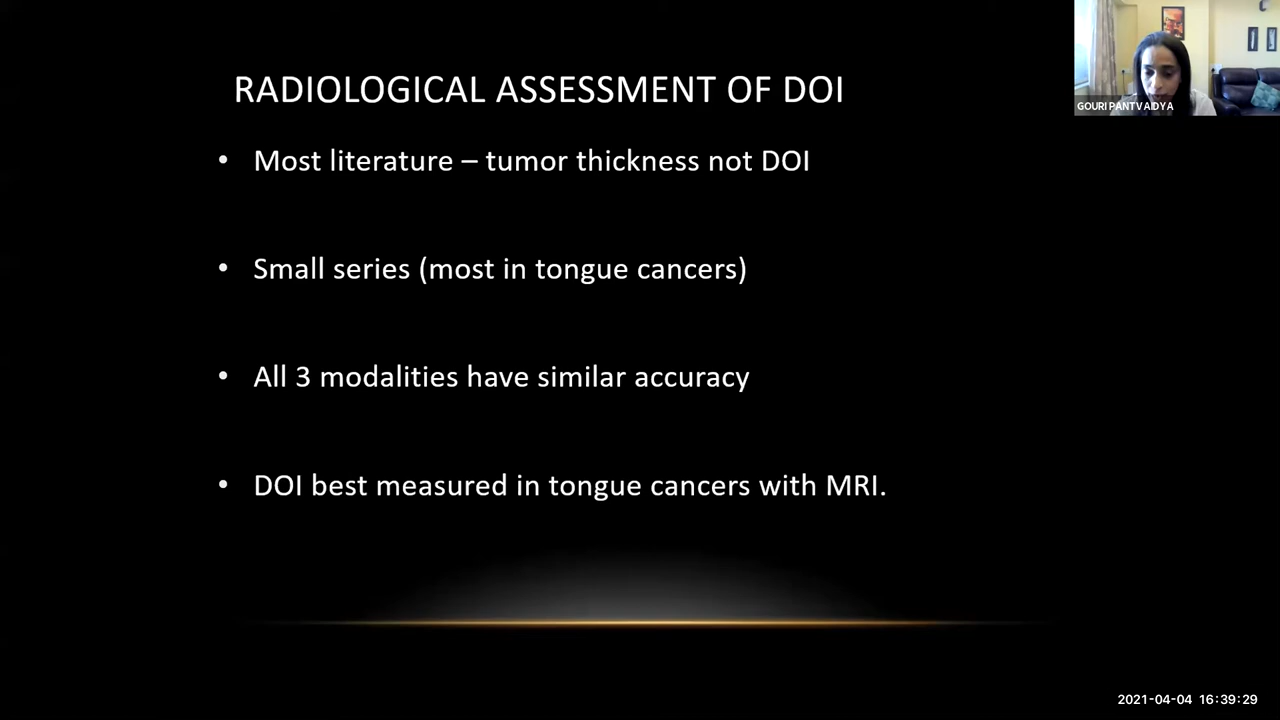 RADIOLOGICAL ASSESSMENT OF DOI
GOURI PANTVAIDYA
• Most literature – tumor thickness not DOI
• Small series (most in tongue cancers)
• All 3 modalities have similar accuracy
• DOI best measured in tongue cancers with MRI.
2021-04-04 16:39:29